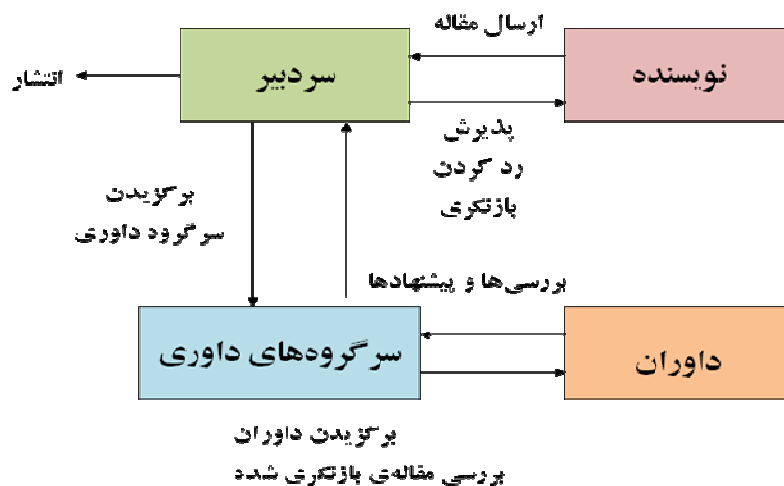 ارسال مقاله
نویسنده
سردبیر
انتشار
پذیرش
رد کردن
بازنگری
برگزیدن
سرگروه داوری
بررسی‌ها و پیشنهادها
سرگروه‌های داوری
داوران
برگزیدن داوران
بررسی مقاله‌ی بازنگری شده